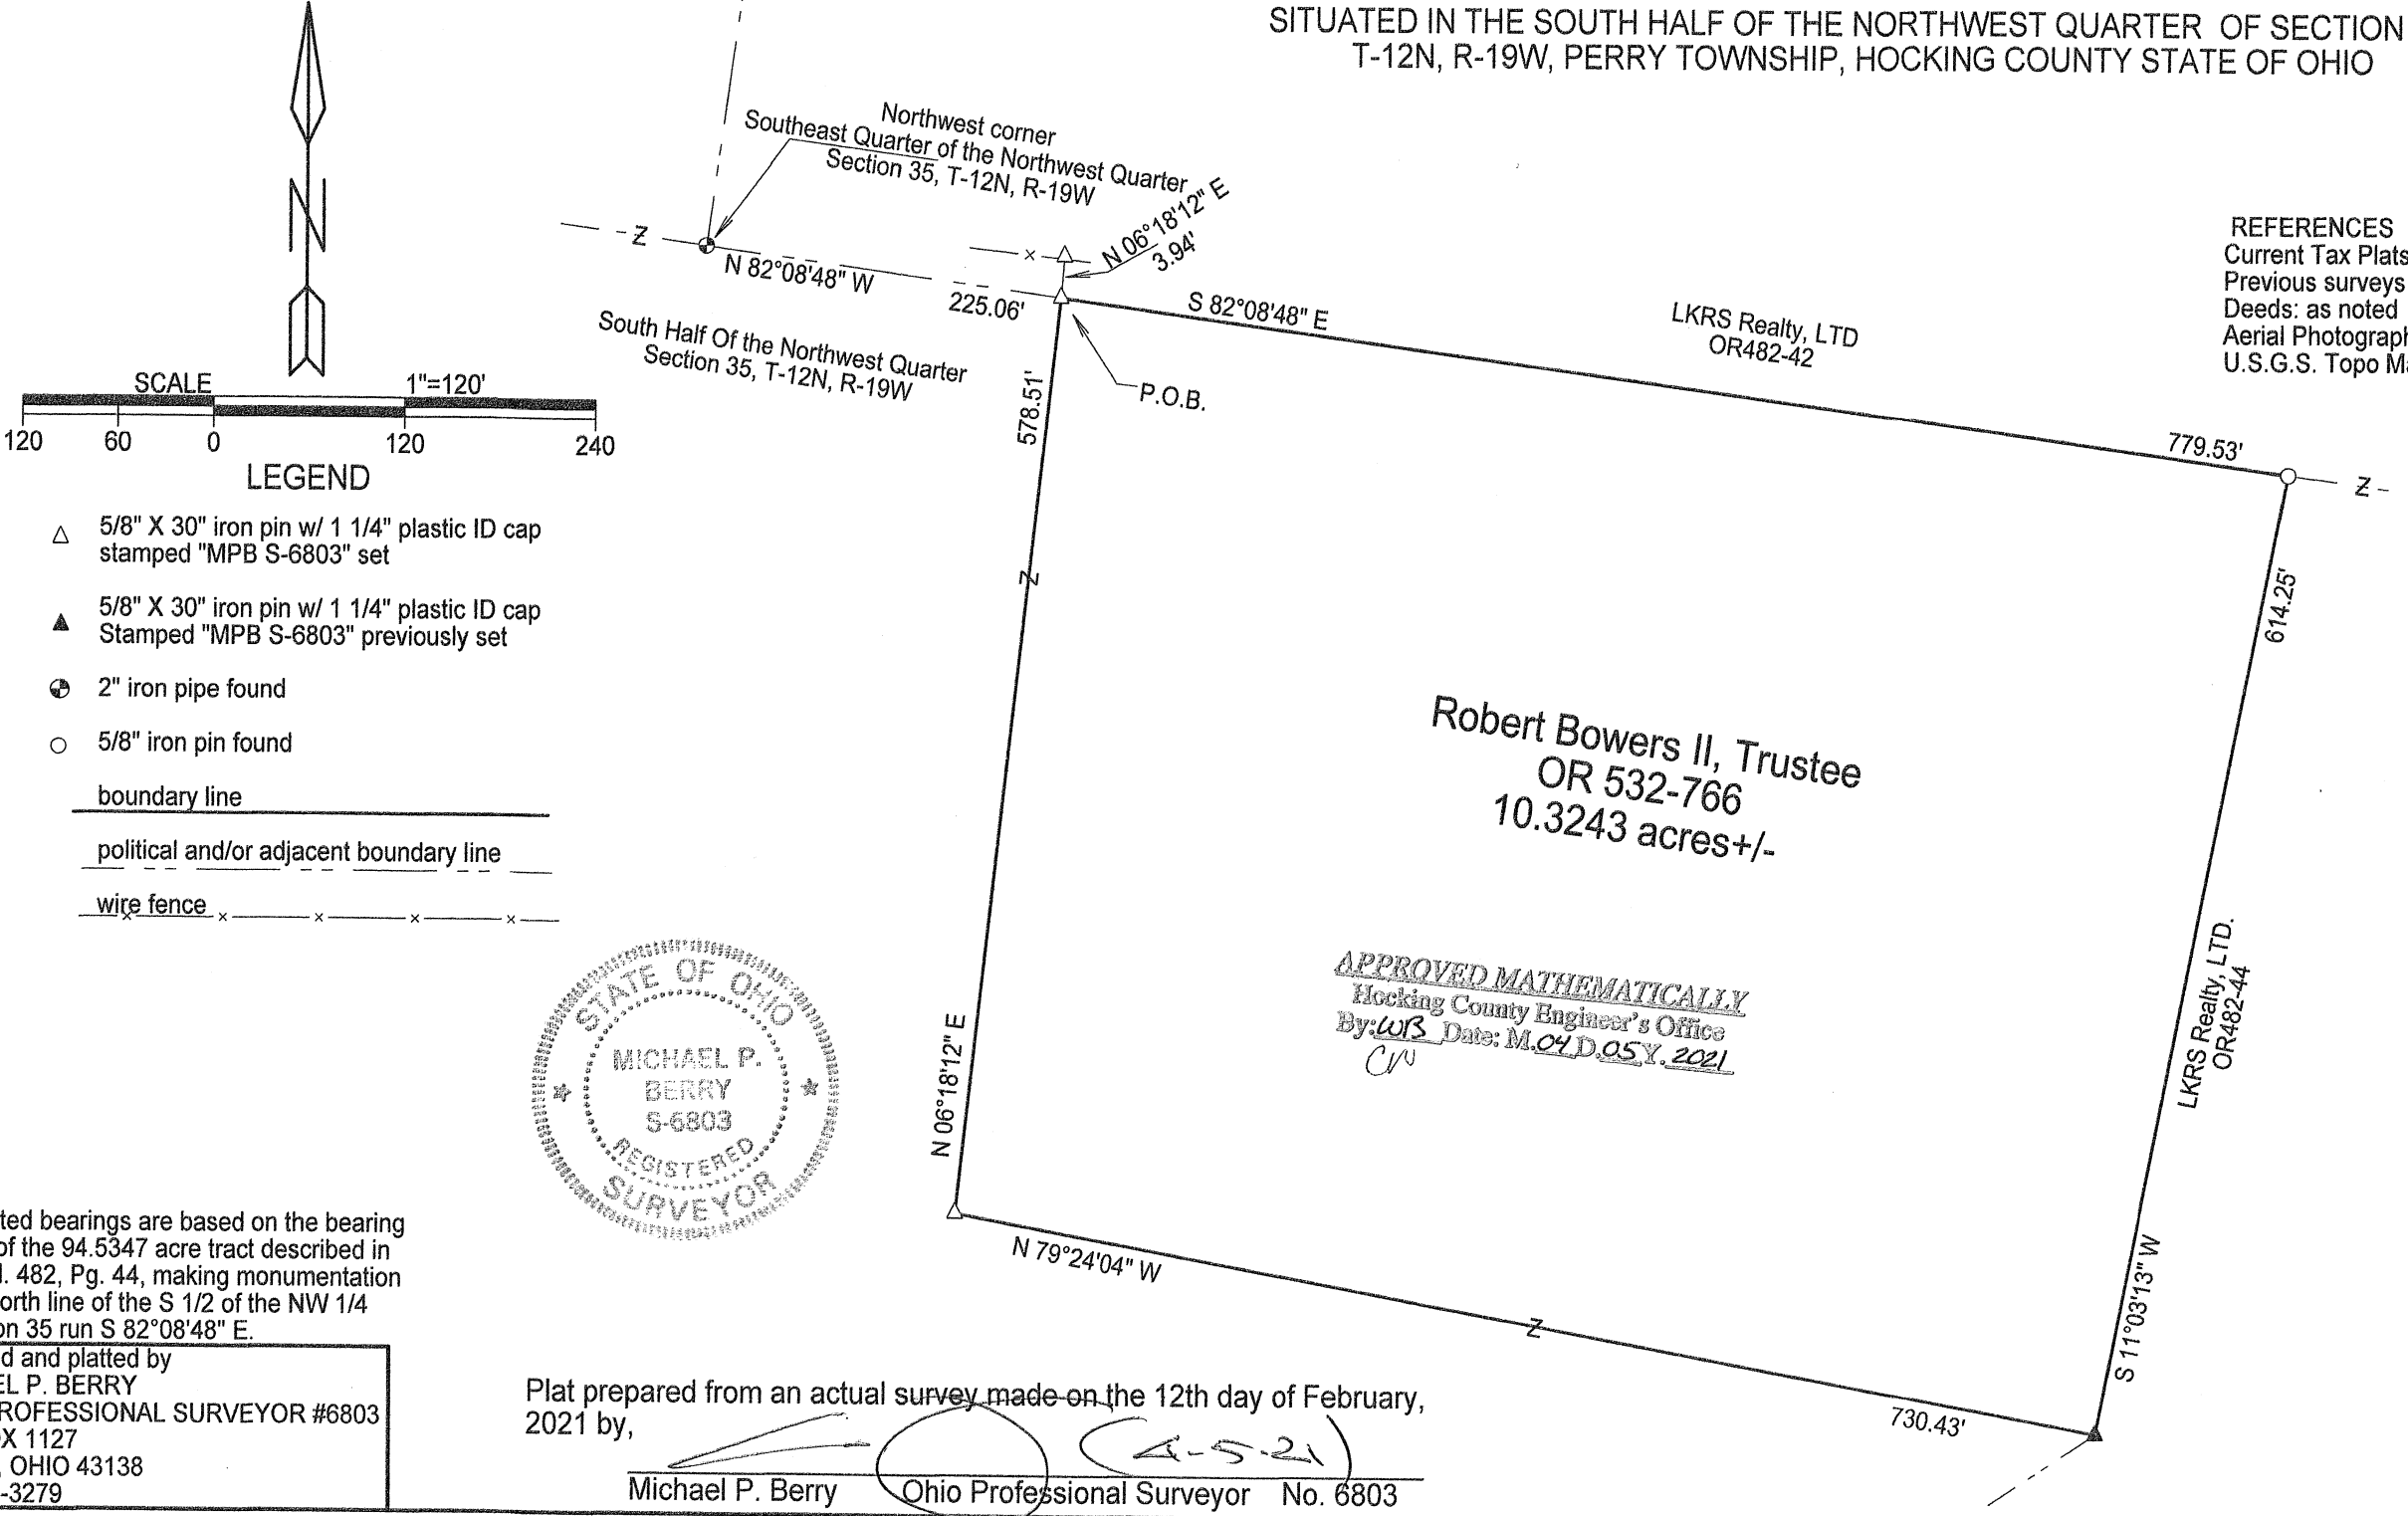 SITUATED IN THE SOUTH HALF OF THE NORTHWEST QUARTER OF SECTION
T-12N, R-19W, PERRY TOWNSHIP, HOCKING COUNTY STATE OF OHIO
N
Northwest corner
Southeast Quarter of the Northwest Quarter
Section 35, T-12N, R-19W
N 06°18'12" E
3.94'
Z
N 82°08'48" W
225.06'
South Half Of the Northwest Quarter
Section 35, T-12N, R-19W
S 82°08'48" E
LKRS Realty, LTD
OR482-42
779.53'
Z
P.O.B.
REFERENCES
Current Tax Plats
Previous surveys
Deeds: as noted
Aerial Photograph
U.S.G.S. Topo Ma
SCALE 1"=120'
120 60 0 120 240
LEGEND
5/8" X 30" iron pin w/ 1 1/4" plastic ID cap
stamped "MPB S-6803" set
5/8" X 30" iron pin w/ 1 1/4" plastic ID cap
Stamped "MPB S-6803" previously set
2" iron pipe found
5/8" iron pin found
boundary line
political and/or adjacent boundary line
wire fence
578.51'
Z
N 06°18'12" E
614.25'
LKRS Realty, LTD.
OR482-44
S 11°03'13" W
Robert Bowers II, Trustee
OR 532-766
10.3243 acres+/-
APPROVED MATHEMATICALLY
Hocking County Engineer's Office
By: WB Date: M.04 D.05 Y.2021
CN
STATE OF OHIO
MICHAEL P.
BERRY
S-6803
REGISTERED
SURVEYOR
N 79°24'04" W
Z
730.43'
ted bearings are based on the bearing
of the 94.5347 acre tract described in
l. 482, Pg. 44, making monumentation
orth line of the S 1/2 of the NW 1/4
on 35 run S 82°08'48" E.
d and platted by
EL P. BERRY
ROFESSIONAL SURVEYOR #6803
OX 1127
, OHIO 43138
-3279
Plat prepared from an actual survey made on the 12th day of February,
2021 by,
4-5-21
Michael P. Berry Ohio Professional Surveyor No. 6803